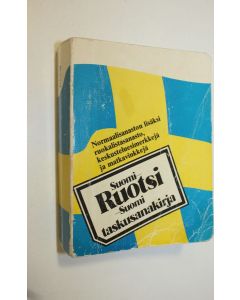 Normaalisanaston lisäksi
ruokalistasanasto,
keskusteluesimerkkejä
ja matkavinkkejä
Suomi
Ruotsi
Suomi
taskusanakirja